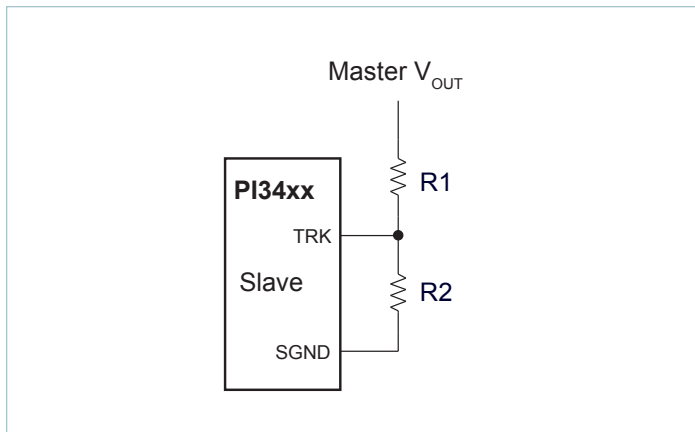 Master VOUT
PI34xx
R1
TRK
Slave
R2
SGND